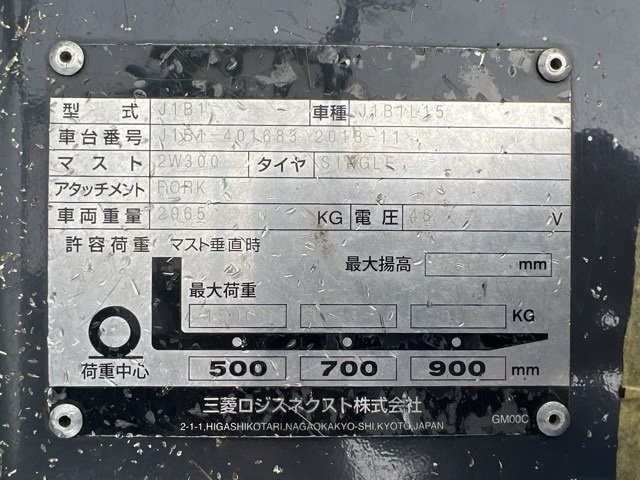 型式 J1B1 車種 J1B1L15
車台番号 J1B1-401683 2018-11
マスト 2W300 タイヤ SINGLE
アタッチメント FORK
車両重量 2965 KG 電圧 48 V
許容荷重 マスト垂直時
最大揚高 mm
最大荷重
KG
荷重中心 500 700 900 mm
三菱ロジスネクスト株式会社
2-1-1,HIGASHIKOTARI,NAGAOKAKYO-SHI,KYOTO,JAPAN
GM00C